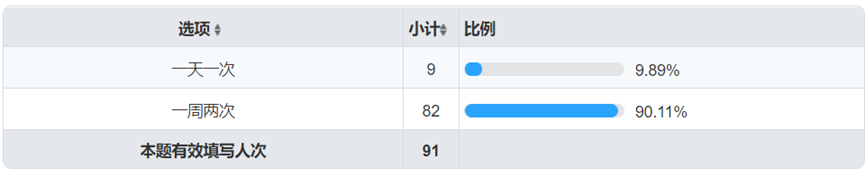 选项 小计 比例
一天一次 9 9.89%
一周两次 82 90.11%
本题有效填写人次 91